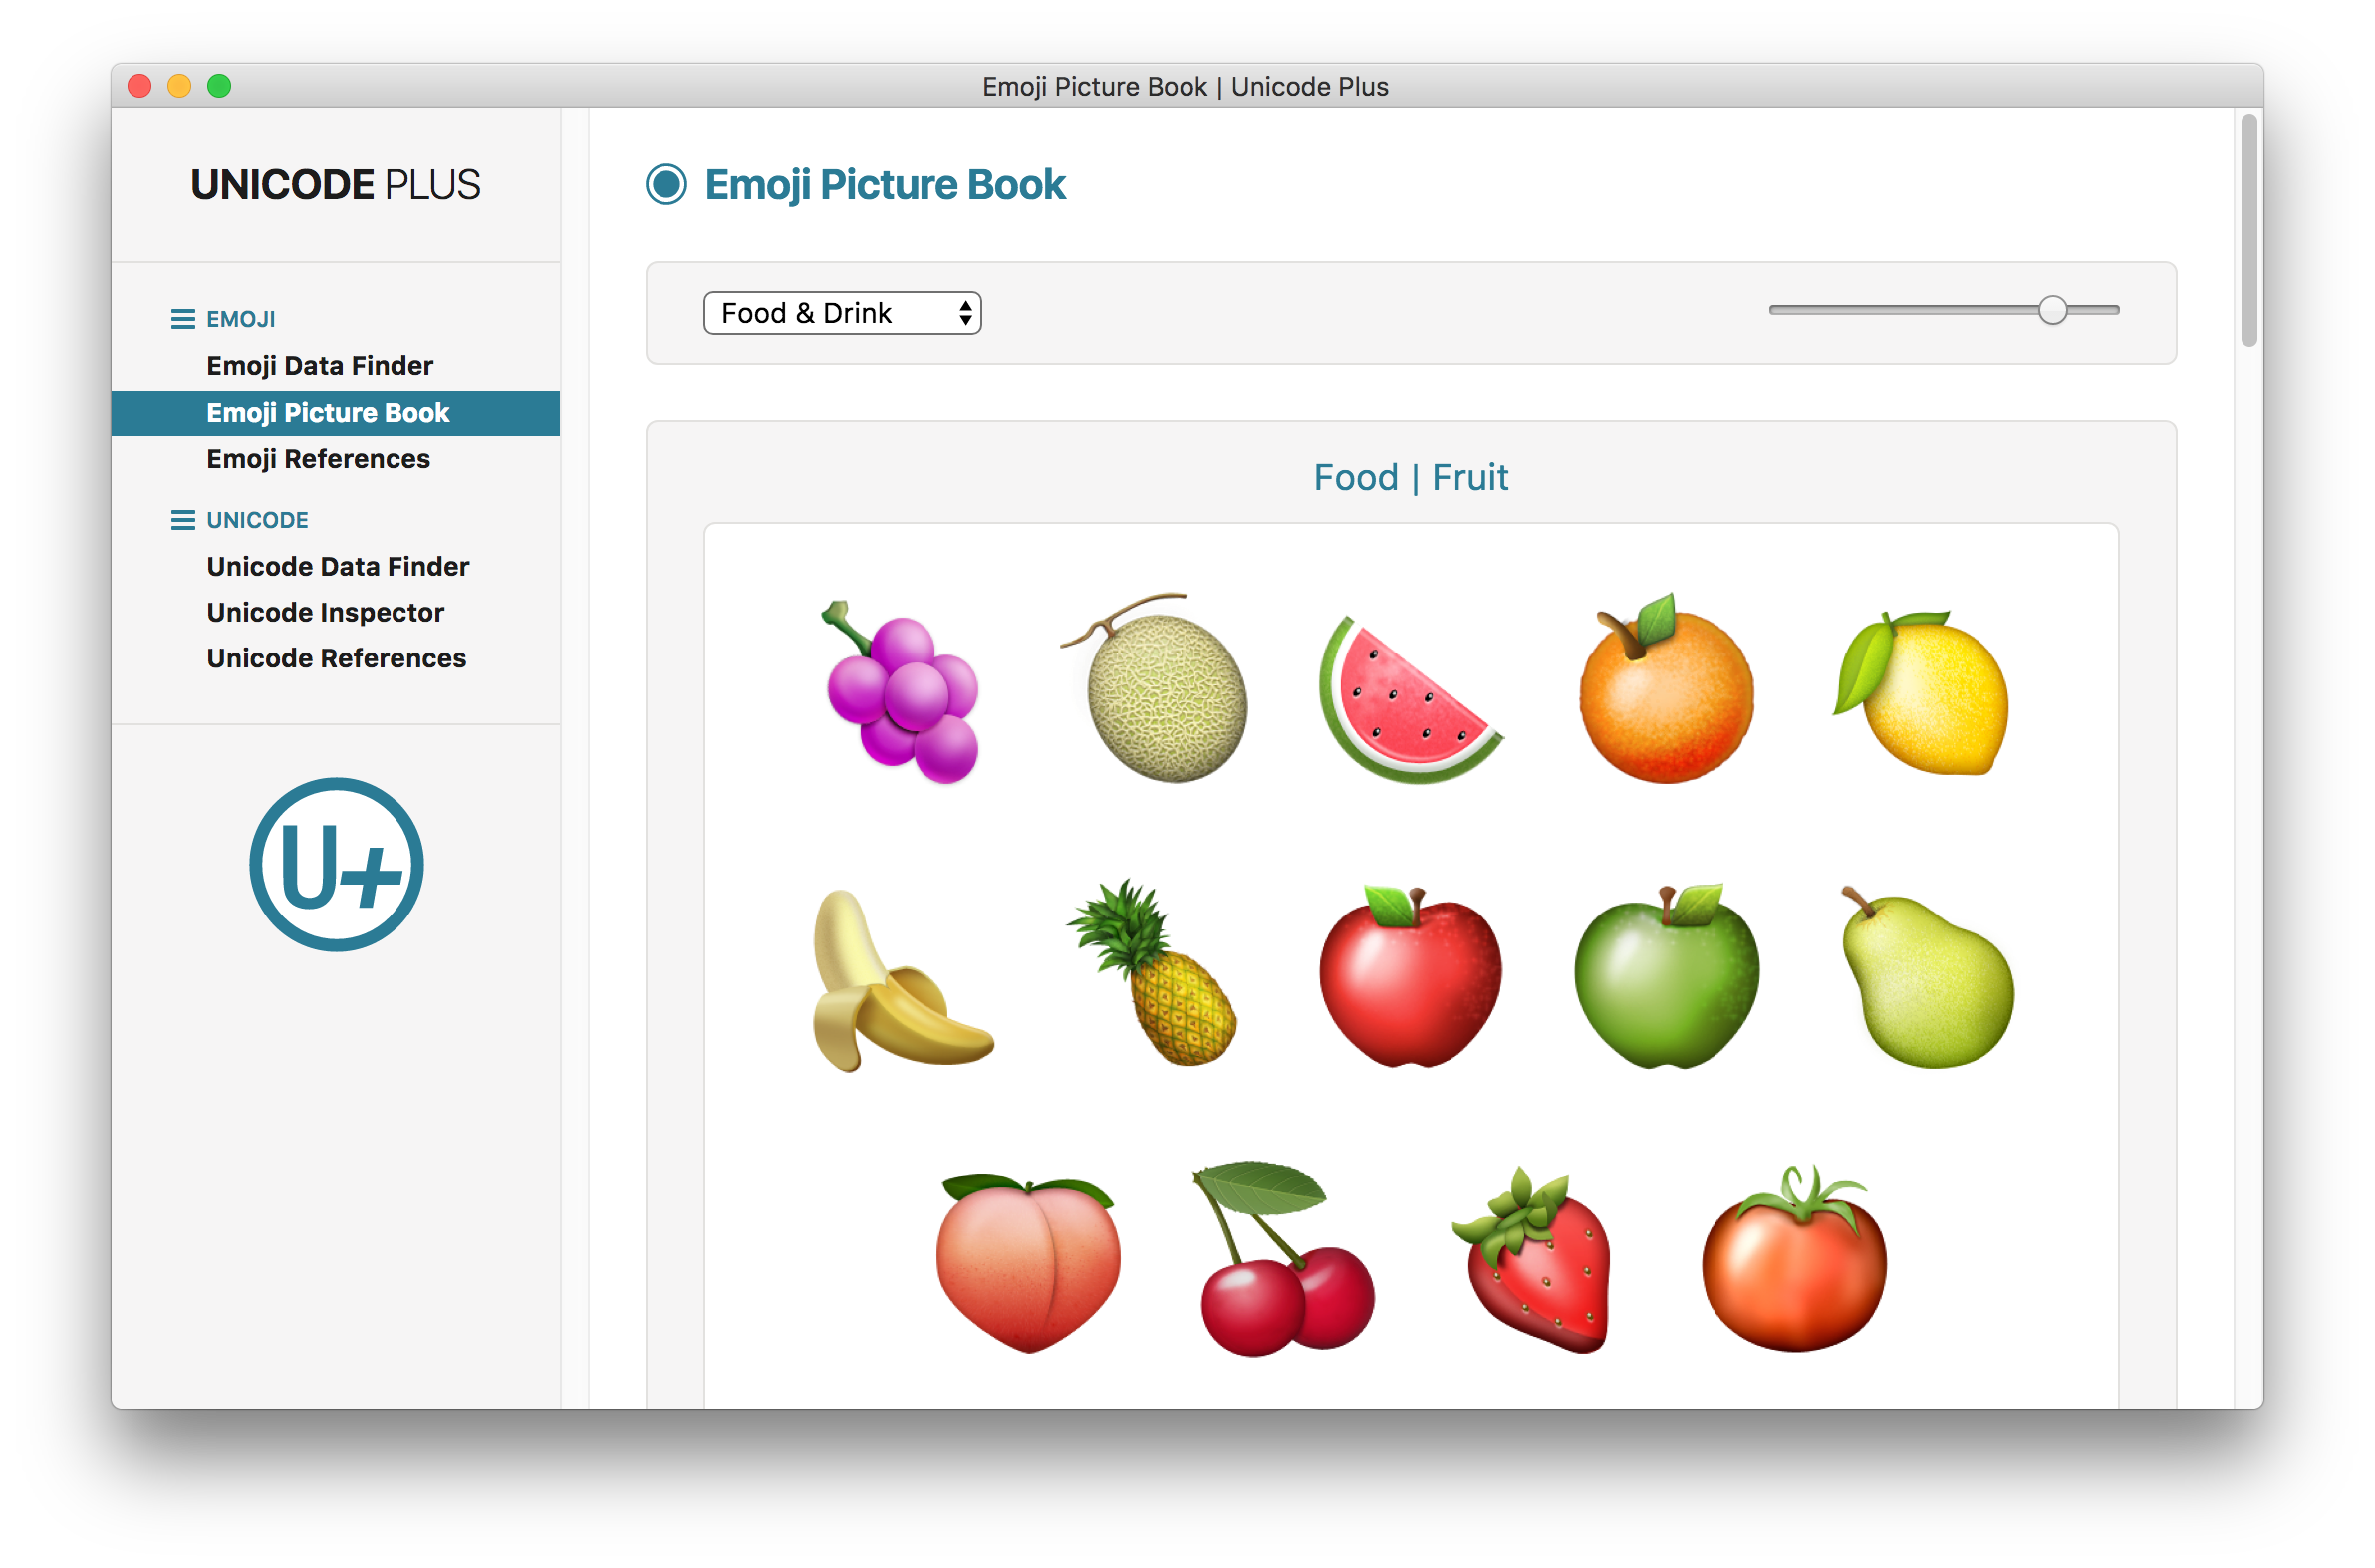 Emoji Picture Book | Unicode Plus
UNICODE PLUS
EMOJI
Emoji Data Finder
Emoji Picture Book
Emoji References
UNICODE
Unicode Data Finder
Unicode Inspector
Unicode References
U+
Emoji Picture Book
Food & Drink
Food | Fruit